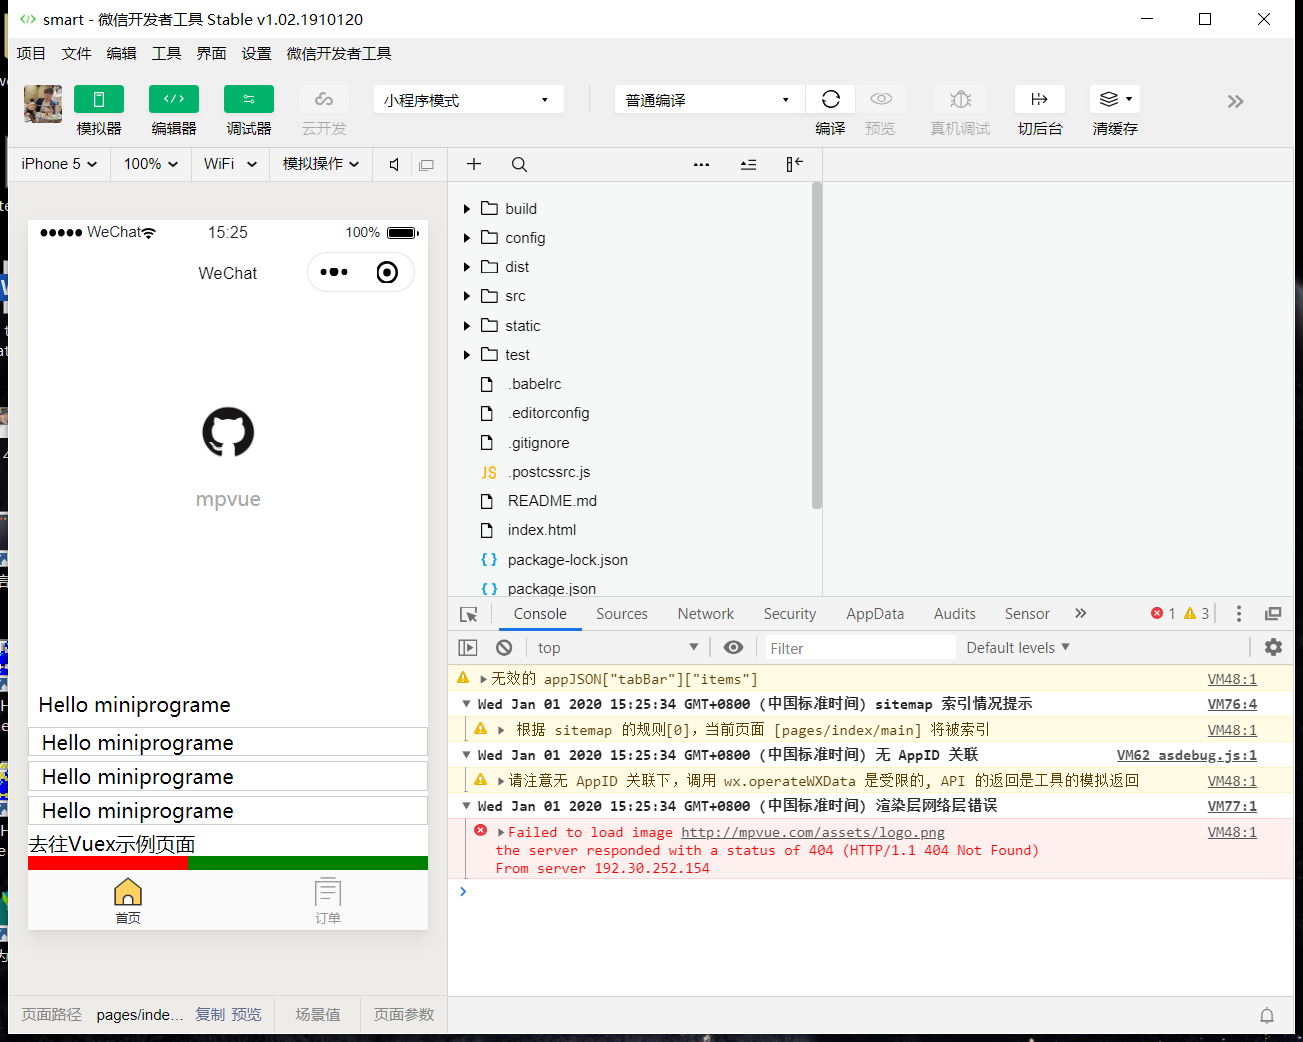 smart - 微信开发者工具 Stable v1.02.1910120
项目 文件 编辑 工具 界面 设置 微信开发者工具
小程序模式
普通编译
模拟器 编辑器 调试器 云开发 编译 预览 真机调试 切后台 清缓存
iPhone 5 100% WiFi 模拟操作
WeChat 15:25 100%
WeChat
mpvue
Hello miniprograme
Hello miniprograme
Hello miniprograme
Hello miniprograme
去往Vuex示例页面
首页 订单
build
config
dist
src
static
test
.babelrc
.editorconfig
.gitignore
JS .postcssrc.js
README.md
index.html
{ } package-lock.json
{ } package.json
Console Sources Network Security AppData Audits Sensor 1 3
top Filter Default levels
无效的 appJSON["tabBar"]["items"] VM48:1
Wed Jan 01 2020 15:25:34 GMT+0800 (中国标准时间) sitemap 索引情况提示 VM76:4
根据 sitemap 的规则[0]，当前页面 [pages/index/main] 将被索引 VM48:1
Wed Jan 01 2020 15:25:34 GMT+0800 (中国标准时间) 无 AppID 关联 VM62 asdebug.js:1
请注意无 AppID 关联下，调用 wx.operateWXData 是受限的, API 的返回是工具的模拟返回 VM48:1
Wed Jan 01 2020 15:25:34 GMT+0800 (中国标准时间) 渲染层网络层错误 VM77:1
Failed to load image http://mpvue.com/assets/logo.png VM48:1
the server responded with a status of 404 (HTTP/1.1 404 Not Found)
From server 192.30.252.154
页面路径 pages/inde... 复制 预览 场景值 页面参数